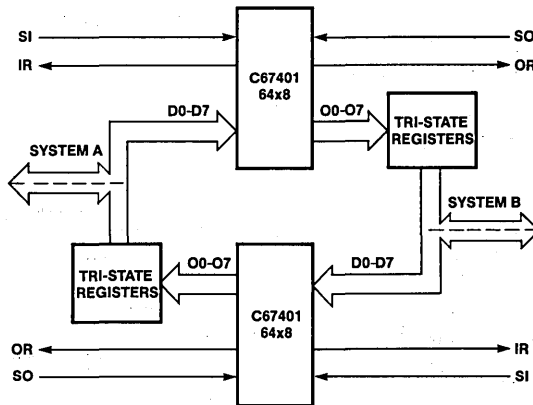 SI
SO
IR
OR
C67401
64x8
D0-D7
O0-O7
TRI-STATE
REGISTERS
SYSTEM A
SYSTEM B
TRI-STATE
REGISTERS
O0-O7
D0-D7
C67401
64x8
OR
IR
SO
SI